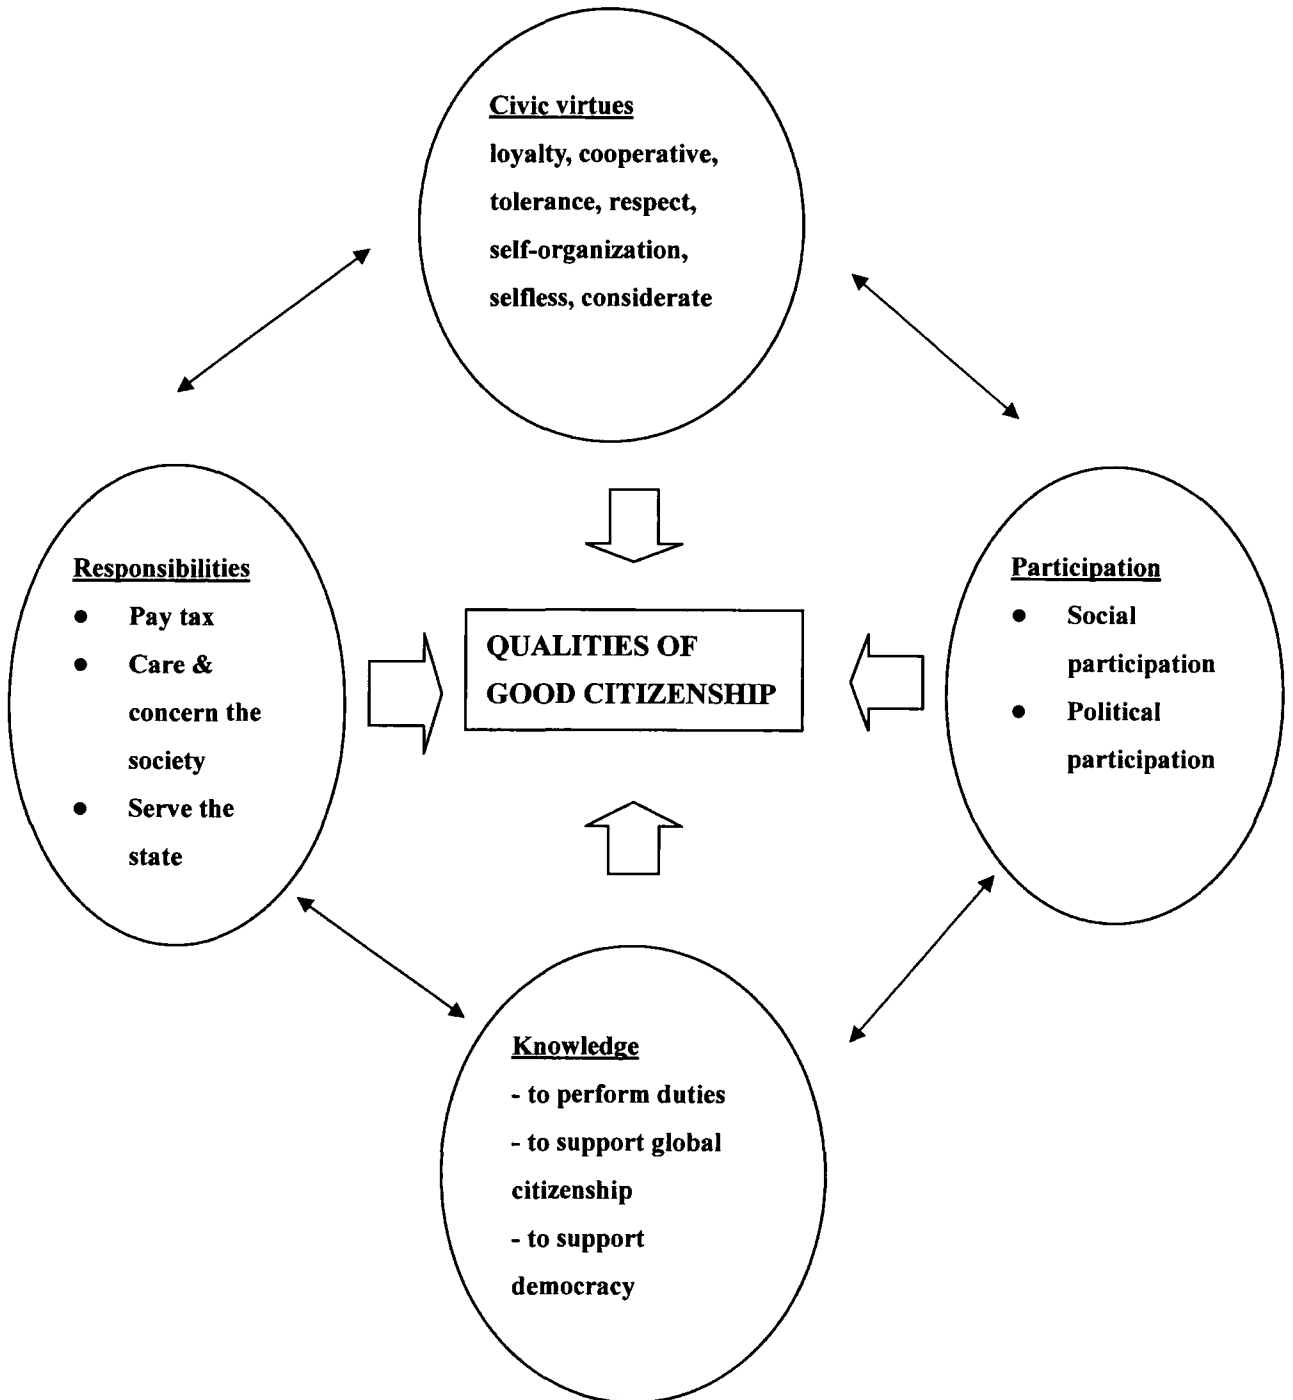 Civic virtues
loyalty, cooperative,
tolerance, respect,
self-organization,
selfless, considerate
Responsibilities
● Pay tax
● Care &
concern the
society
● Serve the
state
QUALITIES OF
GOOD CITIZENSHIP
Participation
● Social
participation
● Political
participation
Knowledge
- to perform duties
- to support global
citizenship
- to support
democracy